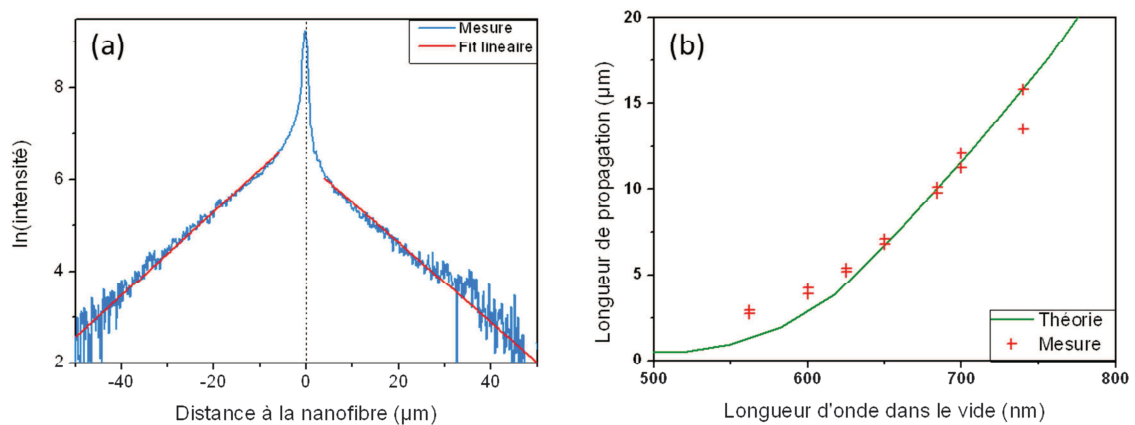 (a)
Mesure
Fit linéaire
ln(intensité)
8
6
4
2
-40
-20
0
20
40
Distance à la nanofibre (µm)
(b)
Longueur de propagation (µm)
20
15
10
5
0
Théorie
Mesure
500
600
700
800
Longueur d'onde dans le vide (nm)